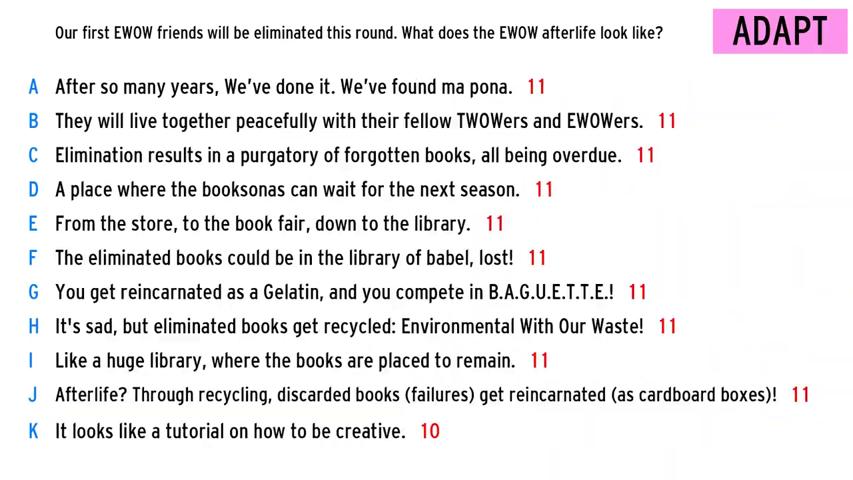 Our first EWOW friends will be eliminated this round. What does the EWOW afterlife look like?
ADAPT
A After so many years, We've done it. We've found ma pona. 11
B They will live together peacefully with their fellow TWOWers and EWOWers. 11
C Elimination results in a purgatory of forgotten books, all being overdue. 11
D A place where the booksonas can wait for the next season. 11
E From the store, to the book fair, down to the library. 11
F The eliminated books could be in the library of babel, lost! 11
G You get reincarnated as a Gelatin, and you compete in B.A.G.U.E.T.T.E.! 11
H It's sad, but eliminated books get recycled: Environmental With Our Waste! 11
I Like a huge library, where the books are placed to remain. 11
J Afterlife? Through recycling, discarded books (failures) get reincarnated (as cardboard boxes)! 11
K It looks like a tutorial on how to be creative. 10